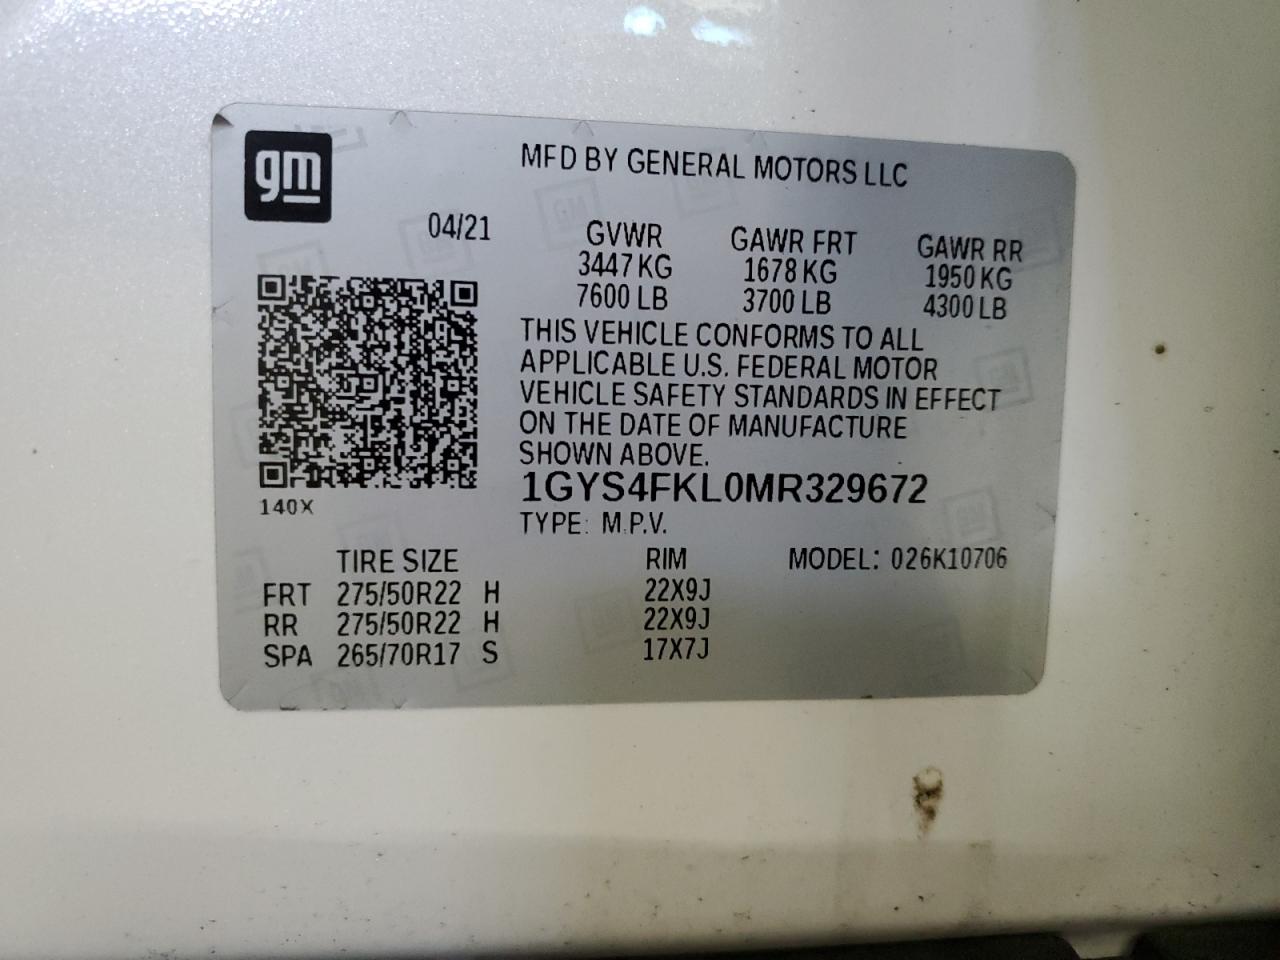 gm
MFD BY GENERAL MOTORS LLC
04/21
GVWR GAWR FRT GAWR RR
3447 KG 1678 KG 1950 KG
7600 LB 3700 LB 4300 LB
THIS VEHICLE CONFORMS TO ALL
APPLICABLE U.S. FEDERAL MOTOR
VEHICLE SAFETY STANDARDS IN EFFECT
ON THE DATE OF MANUFACTURE
SHOWN ABOVE.
1GYS4FKL0MR329672
140X
TYPE: M.P.V.
TIRE SIZE RIM MODEL: 026K10706
FRT 275/50R22 H 22X9J
RR 275/50R22 H 22X9J
SPA 265/70R17 S 17X7J